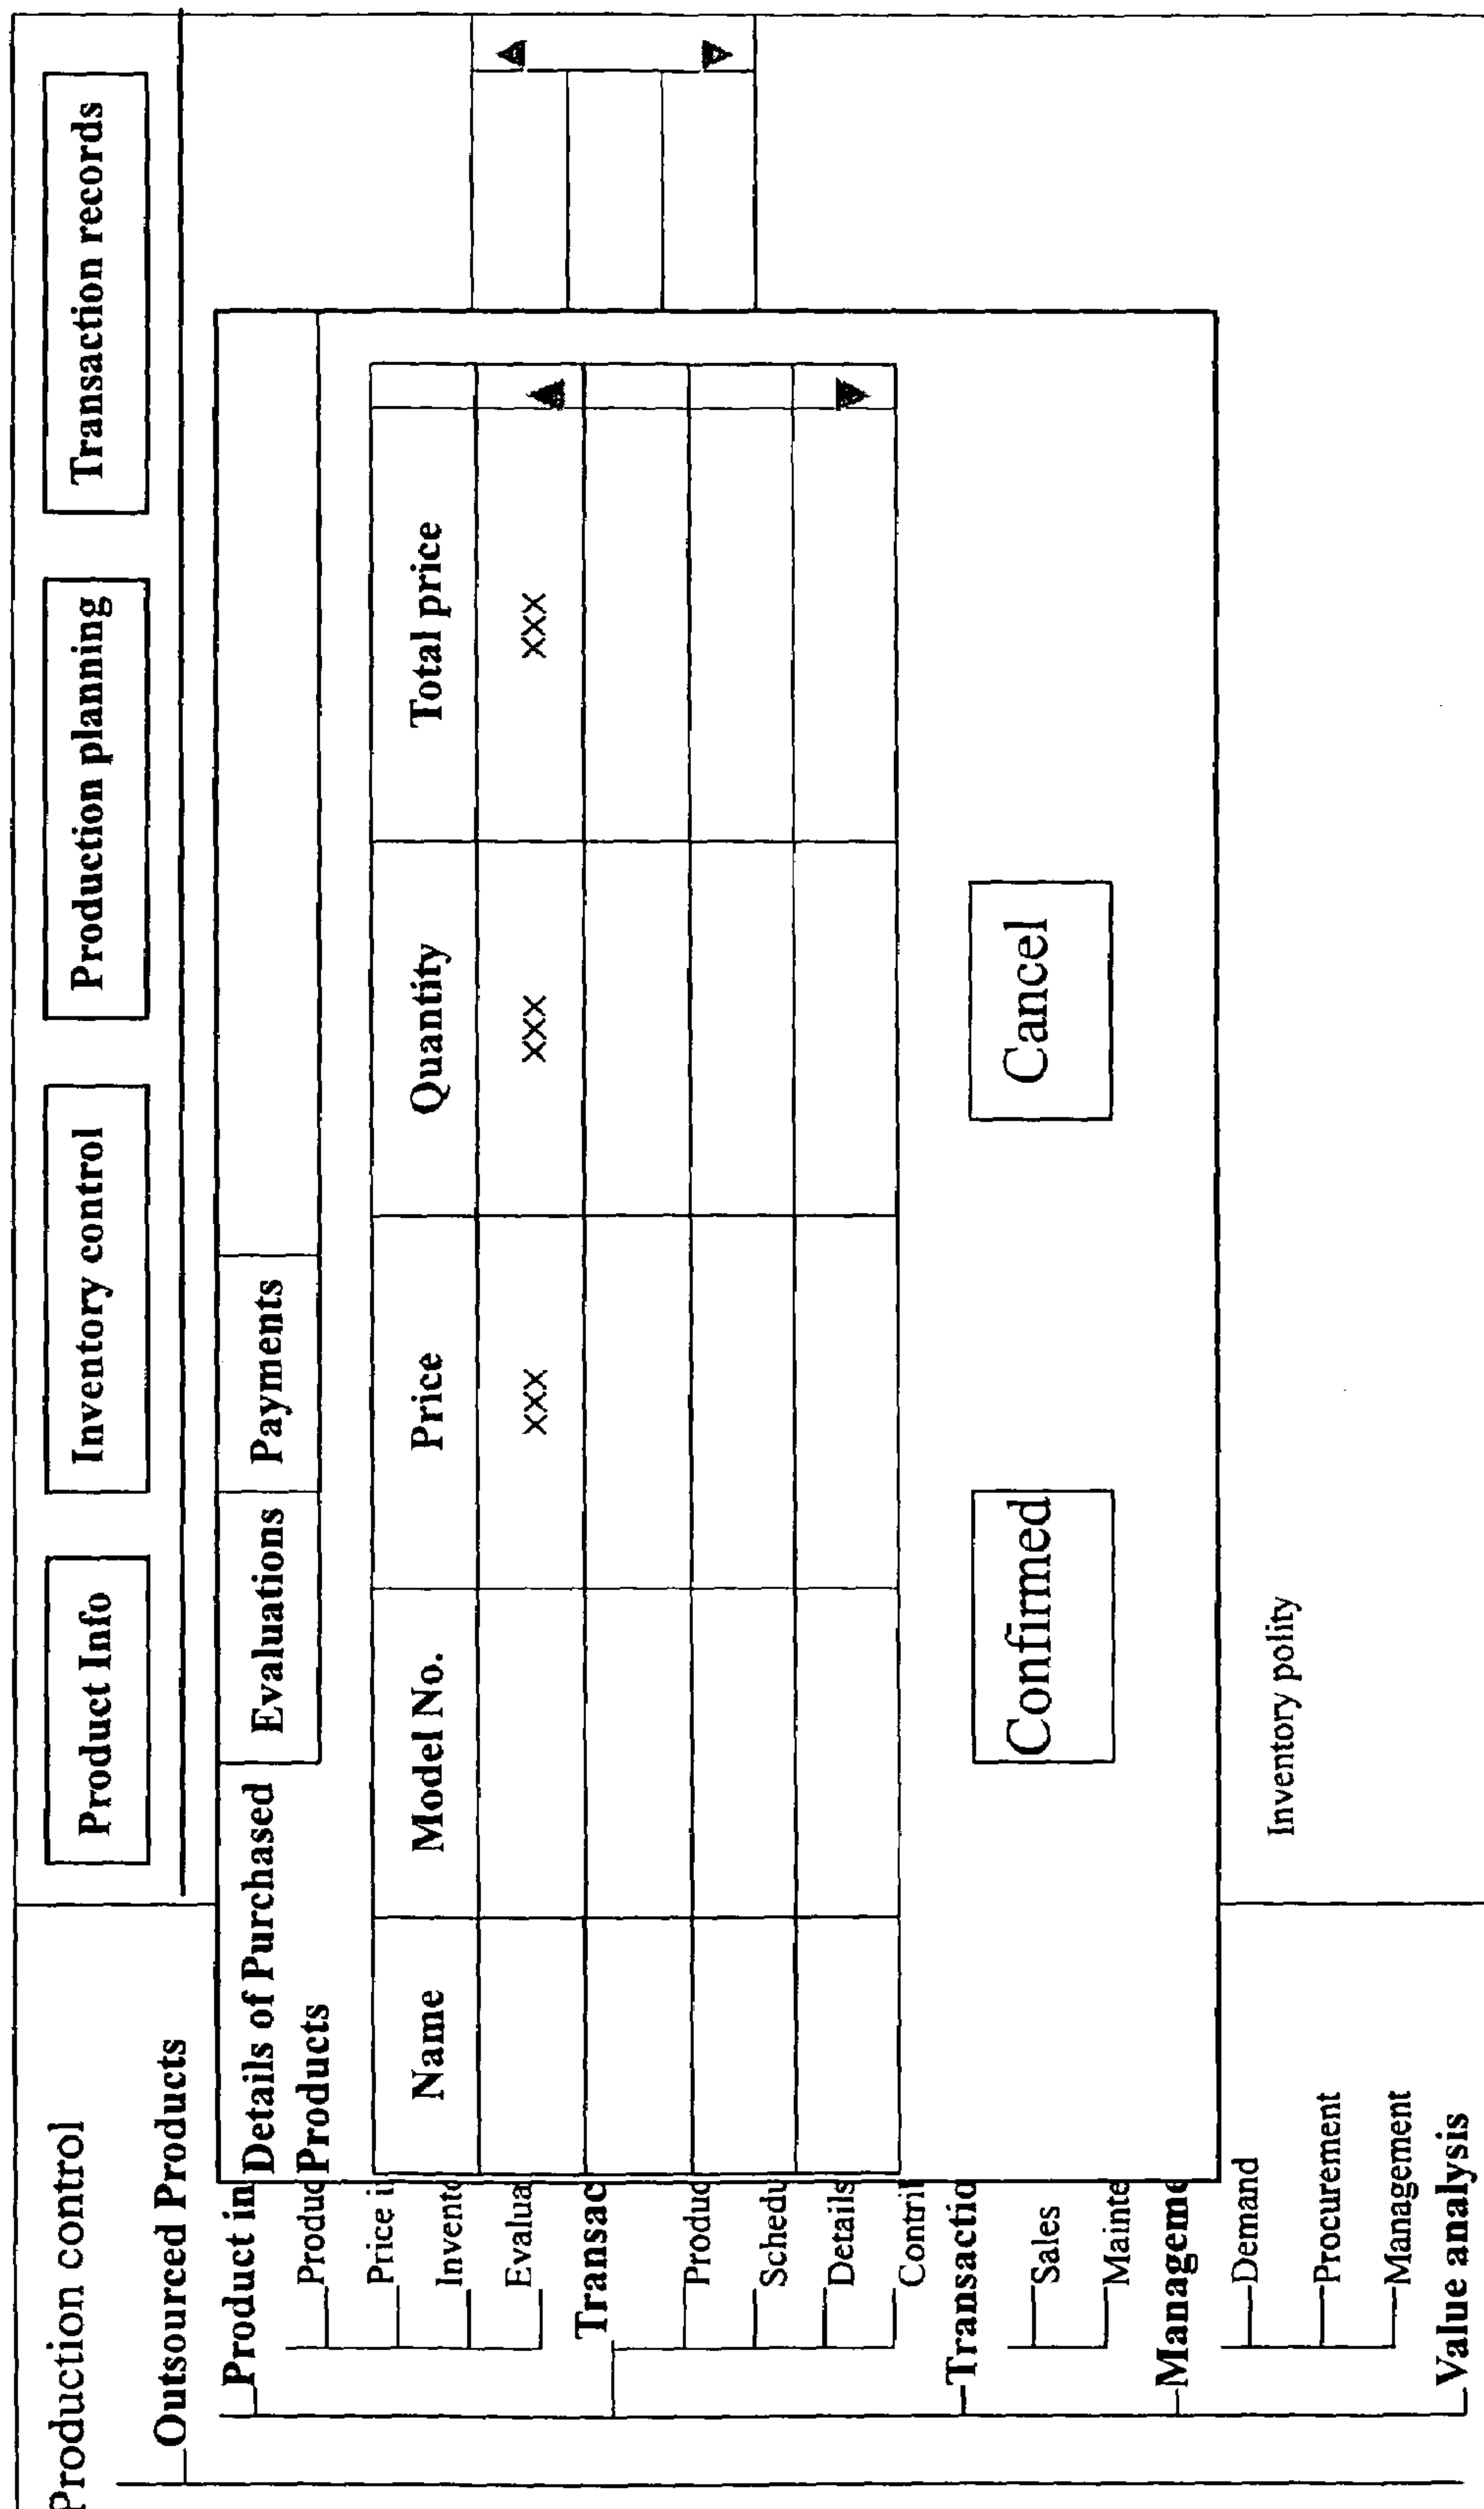 Production control
Product Info
Inventory control
Production planning
Transaction records
Outsourced Products
Product in
Produc
Price i
Invento
Evalua
Transac
Produc
Schedu
Details
Contril
Transactio
Sales
Mainte
Manageme
Demand
Procurement
Management
Value analysis
Details of Purchased
Products
Evaluations
Payments
Name
Model No.
Price
Quantity
Total price
xxx
xxx
xxx
Confirmed
Cancel
Inventory polity